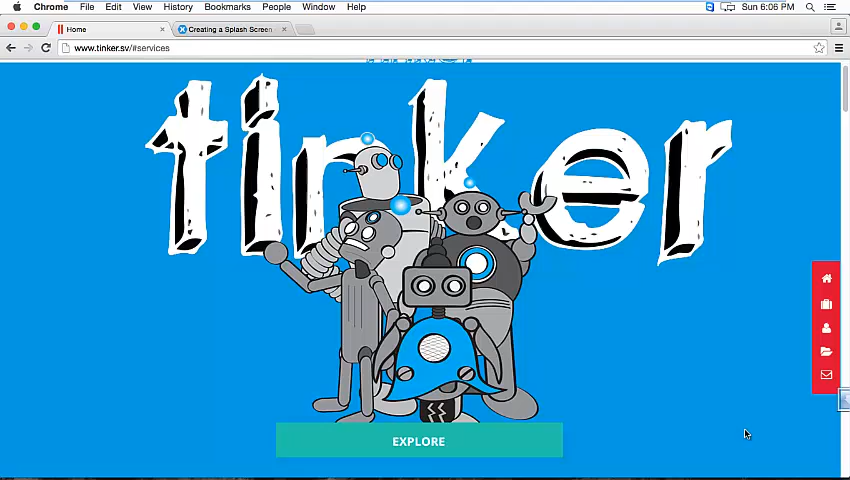 Chrome File Edit View History Bookmarks People Window Help Sun 6:06 PM
Home Creating a Splash Screen
www.tinker.sv/#services
tinker
EXPLORE